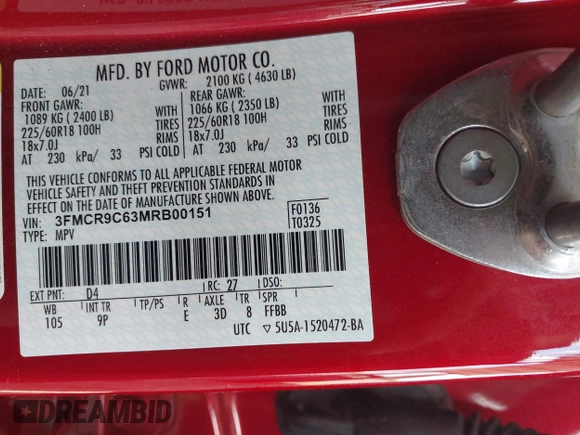 MFD. BY FORD MOTOR CO.
DATE: 06/21 GVWR: 2100 KG ( 4630 LB)
FRONT GAWR: REAR GAWR:
1089 KG ( 2400 LB) 1066 KG ( 2350 LB)
225/60R18 100H TIRES 225/60R18 100H TIRES
18x7.0J RIMS 18x7.0J RIMS
AT 230 kPa/ 33 PSI COLD AT 230 kPa/ 33 PSI COLD
THIS VEHICLE CONFORMS TO ALL APPLICABLE FEDERAL MOTOR
VEHICLE SAFETY AND THEFT PREVENTION STANDARDS IN
EFFECT ON THE DATE OF MANUFACTURE SHOWN ABOVE.
VIN: 3FMCR9C63MRB00151 F0136
TYPE: MPV T0325
EXT PNT: D4 RC: 27 DSO:
WB INT TR TP/PS R AXLE TR SPR
105 9P E 3D 8 FFBB
UTC ▽ 5U5A-1520472-BA
DREAMBID